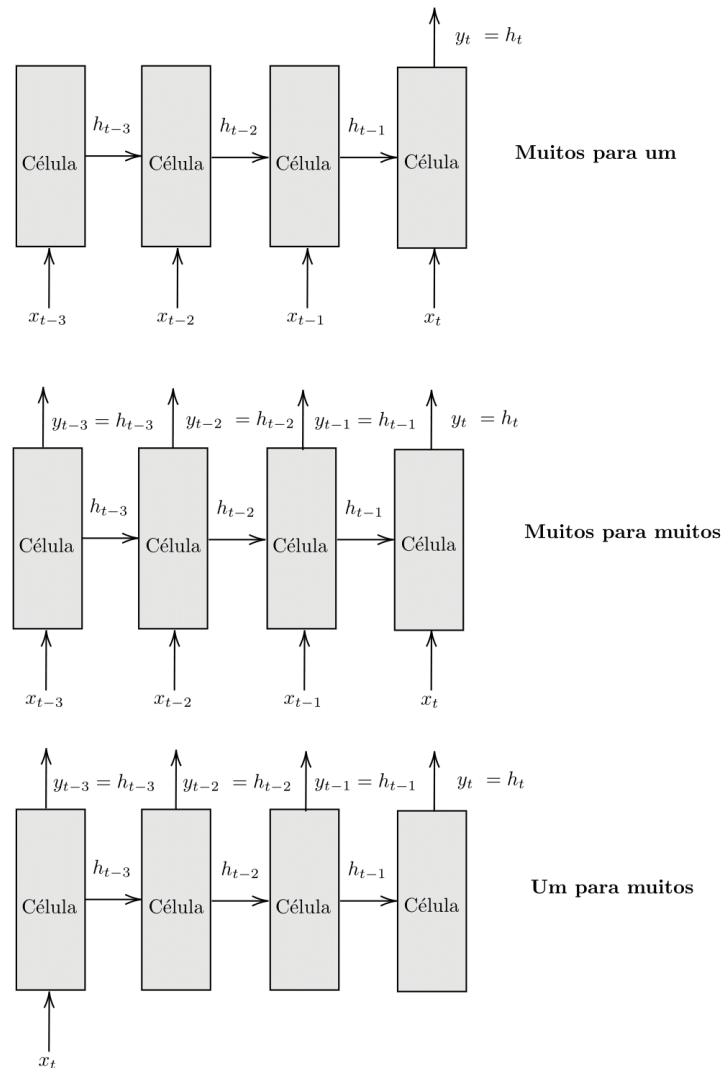 y_t = h_t
h_{t-3} h_{t-2} h_{t-1}
Célula Célula Célula Célula Muitos para um
x_{t-3} x_{t-2} x_{t-1} x_t
y_{t-3} = h_{t-3} y_{t-2} = h_{t-2} y_{t-1} = h_{t-1} y_t = h_t
h_{t-3} h_{t-2} h_{t-1}
Célula Célula Célula Célula Muitos para muitos
x_{t-3} x_{t-2} x_{t-1} x_t
y_{t-3} = h_{t-3} y_{t-2} = h_{t-2} y_{t-1} = h_{t-1} y_t = h_t
h_{t-3} h_{t-2} h_{t-1}
Célula Célula Célula Célula Um para muitos
x_t